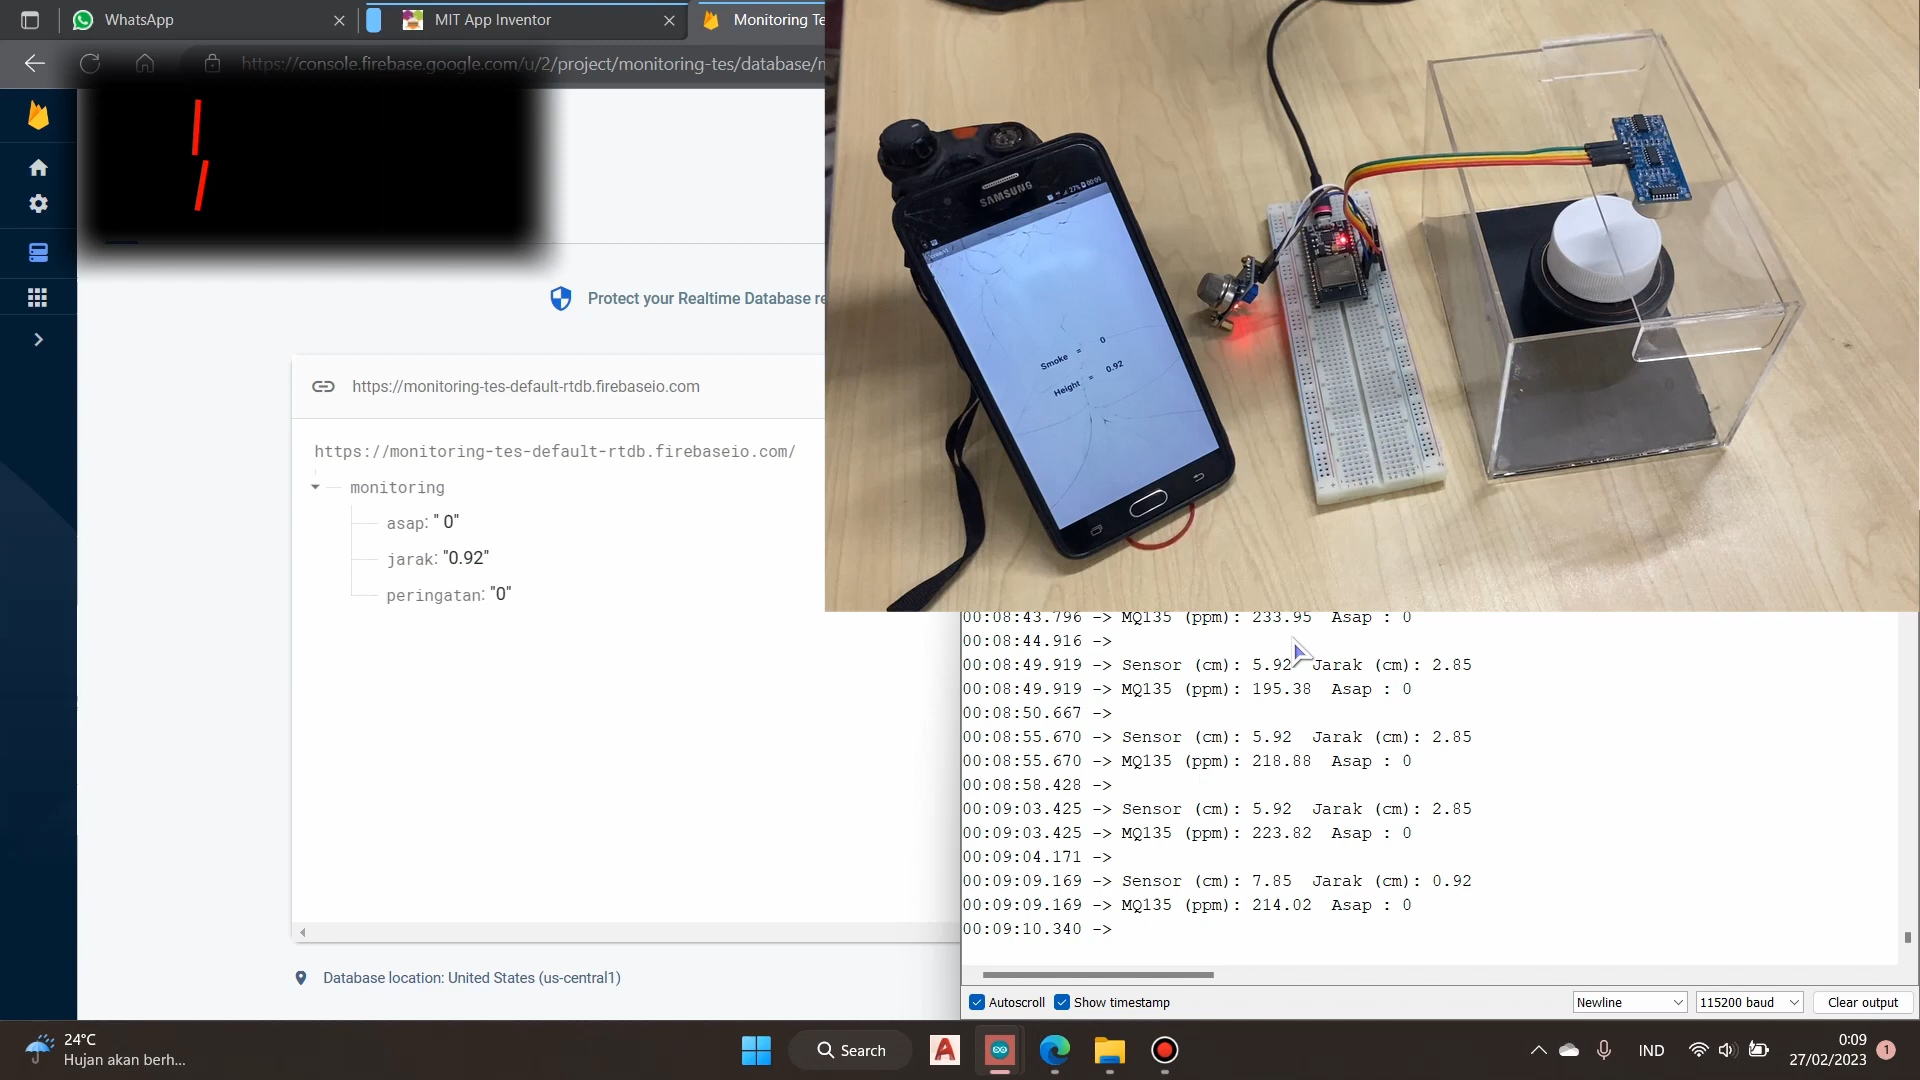 WhatsApp
MIT App Inventor
Monitoring Te
https://console.firebase.google.com/u/2/project/monitoring-tes/database/m
Protect your Realtime Database re
https://monitoring-tes-default-rtdb.firebaseio.com
https://monitoring-tes-default-rtdb.firebaseio.com/
monitoring
asap: " 0"
jarak: "0.92"
peringatan: "0"
Database location: United States (us-central1)
SAMSUNG
27% 00:09
Smoke = 0
Height = 0.92
00:08:43.796 -> MQ135 (ppm): 233.95 Asap : 0
00:08:44.916 ->
00:08:49.919 -> Sensor (cm): 5.92 Jarak (cm): 2.85
00:08:49.919 -> MQ135 (ppm): 195.38 Asap : 0
00:08:50.667 ->
00:08:55.670 -> Sensor (cm): 5.92 Jarak (cm): 2.85
00:08:55.670 -> MQ135 (ppm): 218.88 Asap : 0
00:08:58.428 ->
00:09:03.425 -> Sensor (cm): 5.92 Jarak (cm): 2.85
00:09:03.425 -> MQ135 (ppm): 223.82 Asap : 0
00:09:04.171 ->
00:09:09.169 -> Sensor (cm): 7.85 Jarak (cm): 0.92
00:09:09.169 -> MQ135 (ppm): 214.02 Asap : 0
00:09:10.340 ->
Autoscroll Show timestamp Newline 115200 baud Clear output
24°C
Hujan akan berh...
Search
IND
0:09
27/02/2023
1